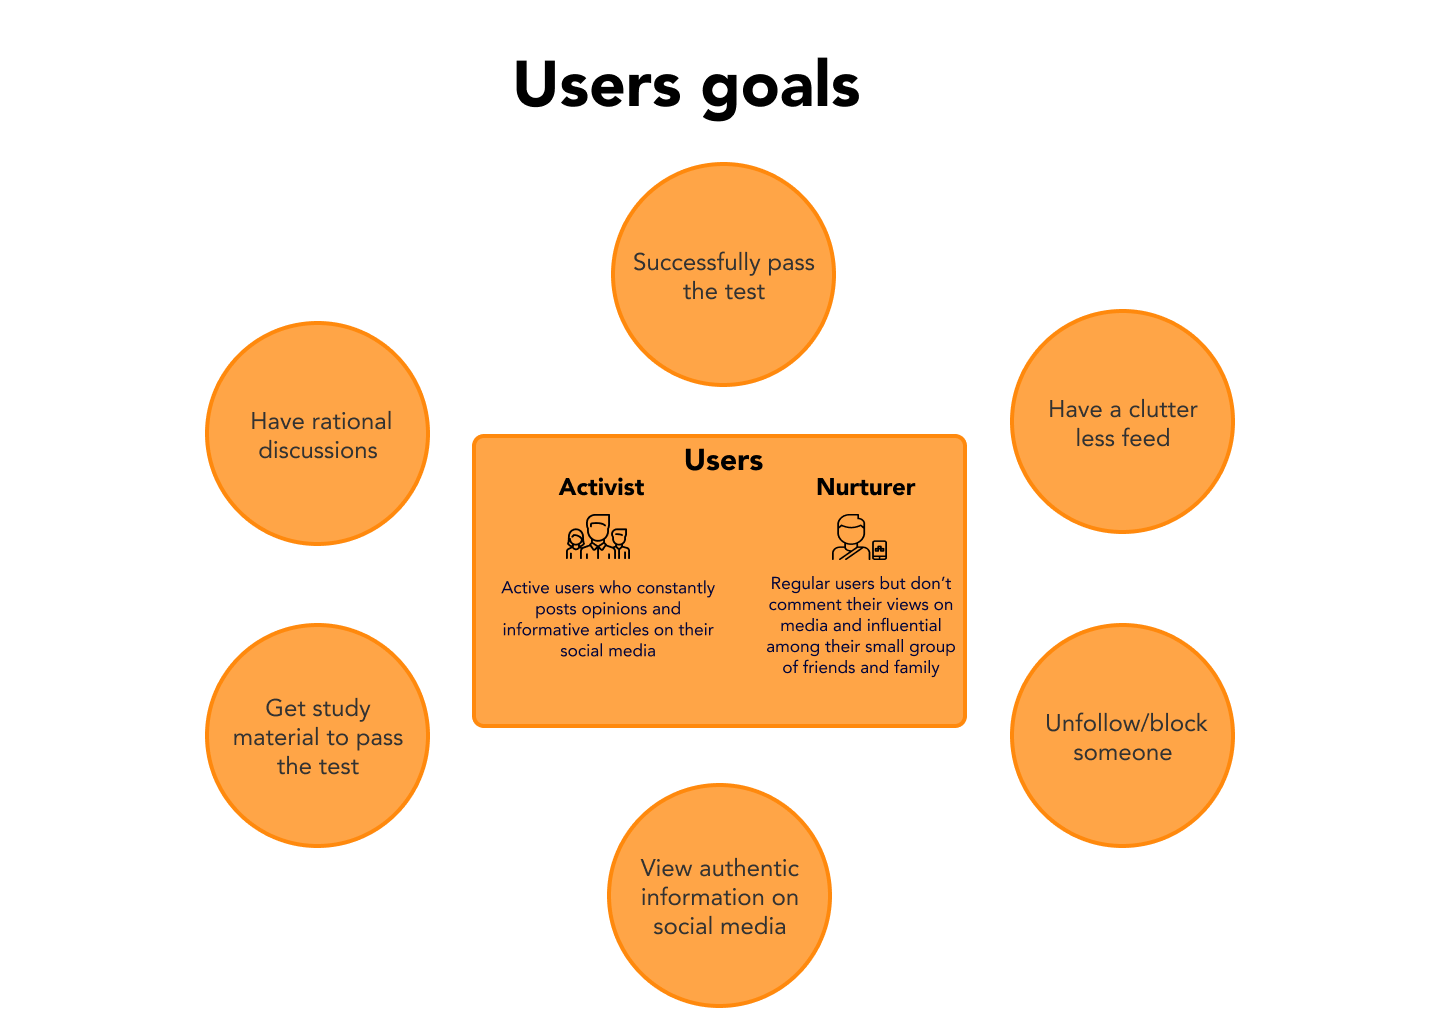 Users goals
Successfully pass
the test
Have rational
discussions
Have a clutter
less feed
Users
Activist
Active users who constantly
posts opinions and
informative articles on their
social media
Nurturer
Regular users but don’t
comment their views on
media and influential
among their small group
of friends and family
Get study
material to pass
the test
Unfollow/block
someone
View authentic
information on
social media